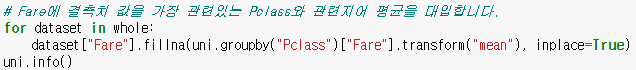 # Fare에 결측치 값을 가장 관련있는 Pclass와 관련지어 평균을 대입합니다.
for dataset in whole:
    dataset["Fare"].fillna(uni.groupby("Pclass")["Fare"].transform("mean"), inplace=True)
uni.info()